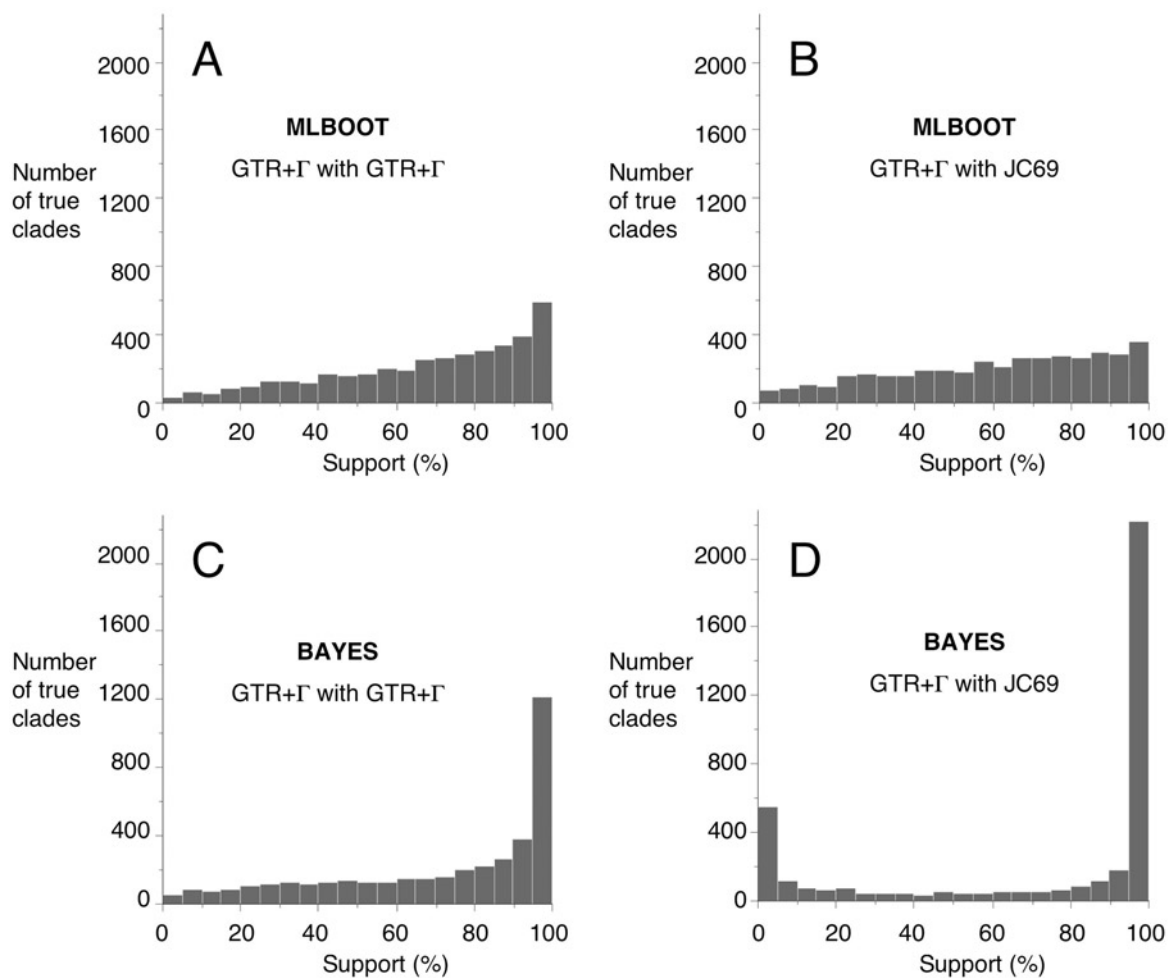 A
MLBOOT
GTR+Γ with GTR+Γ
Number
of true
clades
2000
1600
1200
800
400
0
0 20 40 60 80 100
Support (%)
B
MLBOOT
GTR+Γ with JC69
Number
of true
clades
2000
1600
1200
800
400
0
0 20 40 60 80 100
Support (%)
C
BAYES
GTR+Γ with GTR+Γ
Number
of true
clades
2000
1600
1200
800
400
0
0 20 40 60 80 100
Support (%)
D
BAYES
GTR+Γ with JC69
Number
of true
clades
2000
1600
1200
800
400
0
0 20 40 60 80 100
Support (%)